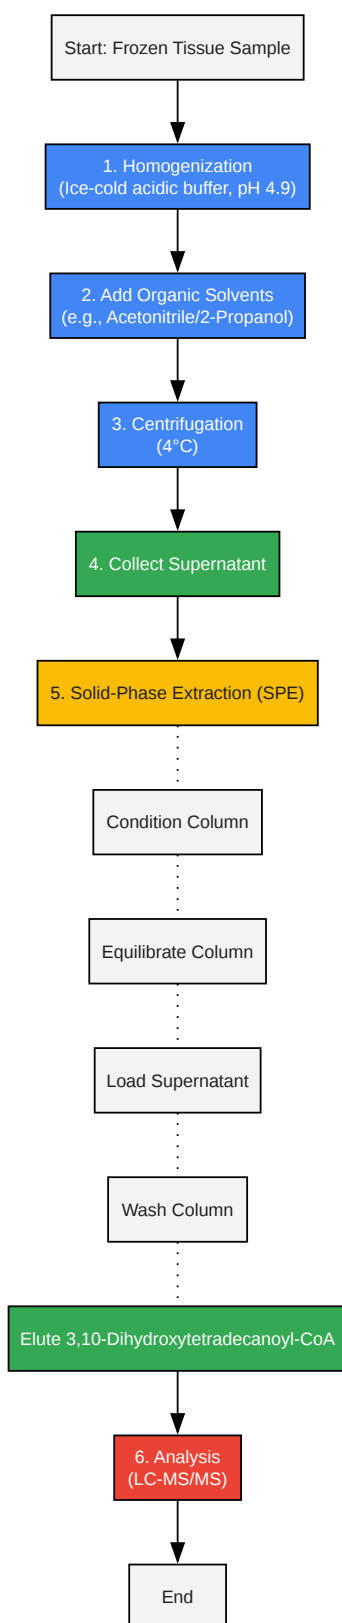 Start: Frozen Tissue Sample
1. Homogenization
(Ice-cold acidic buffer, pH 4.9)
2. Add Organic Solvents
(e.g., Acetonitrile/2-Propanol)
3. Centrifugation
(4°C)
4. Collect Supernatant
5. Solid-Phase Extraction (SPE)
Condition Column
Equilibrate Column
Load Supernatant
Wash Column
Elute 3,10-Dihydroxytetradecanoyl-CoA
6. Analysis
(LC-MS/MS)
End